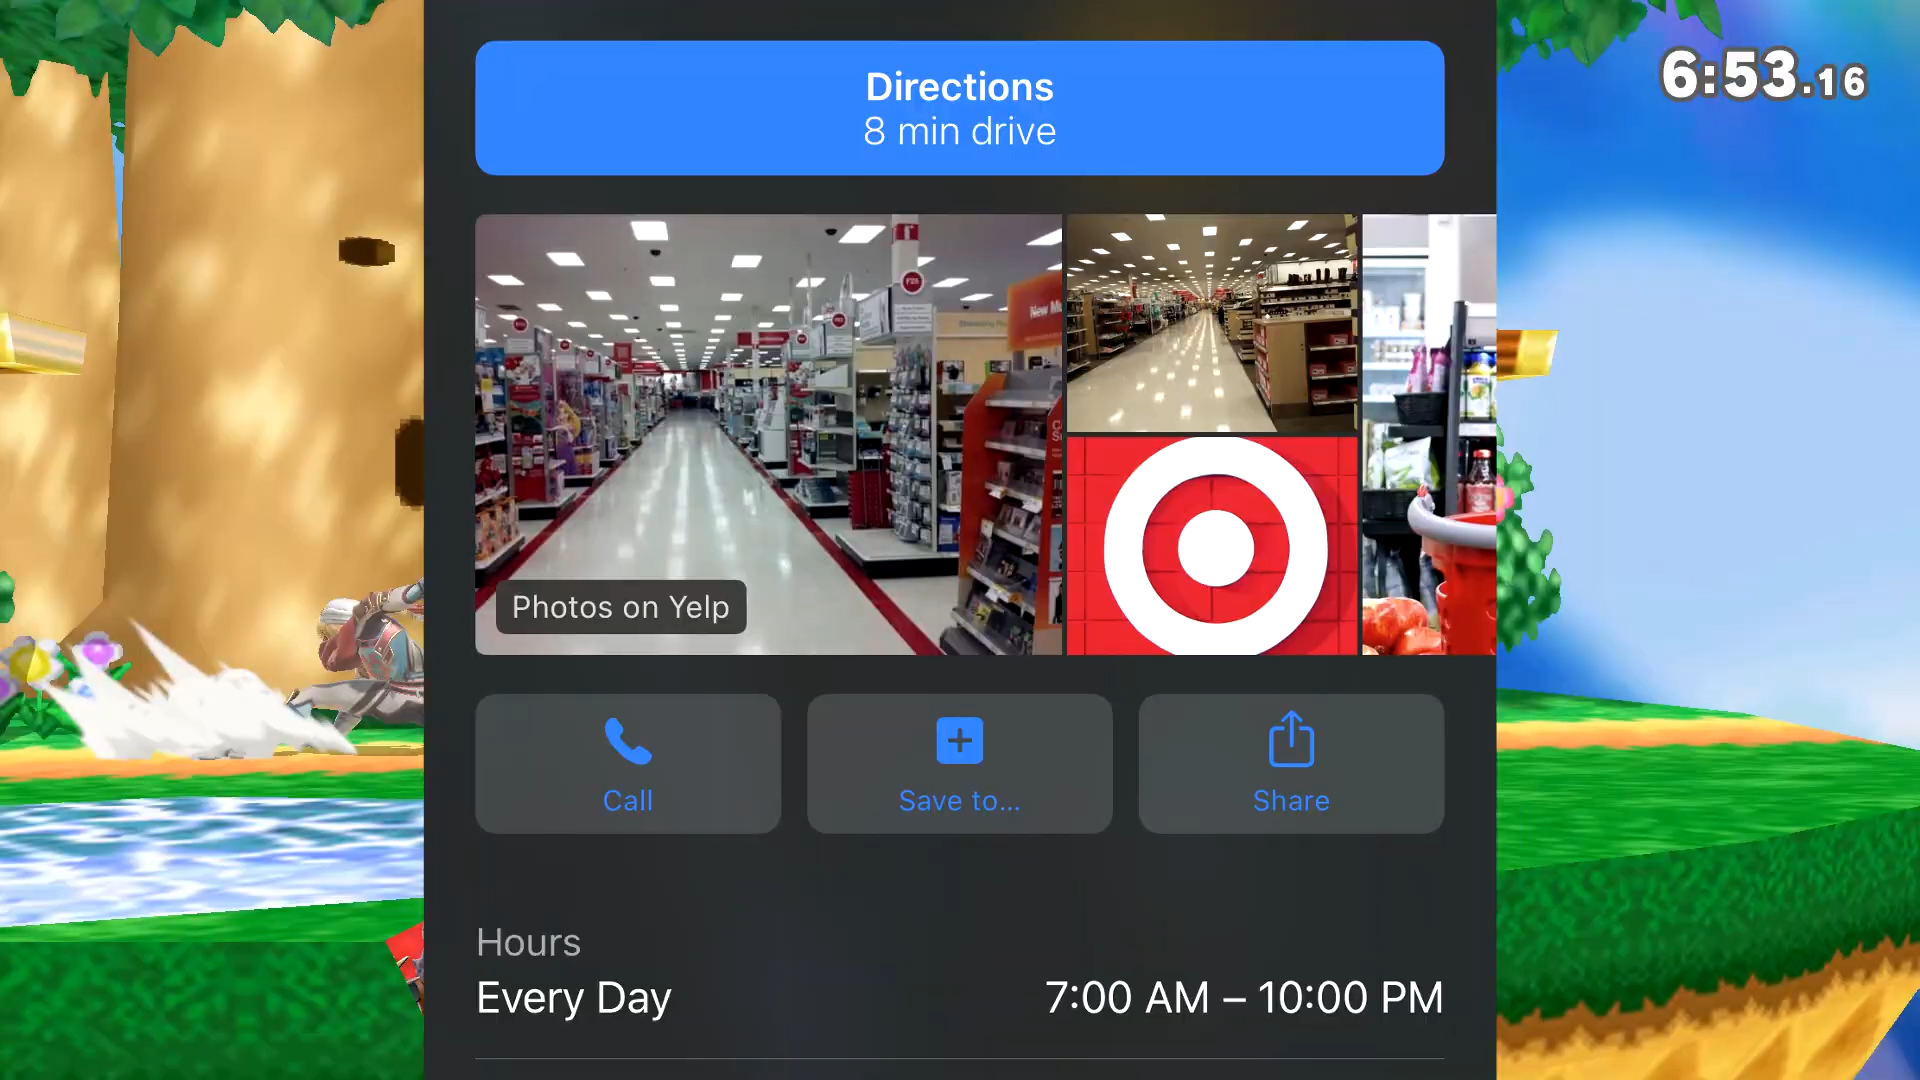 Directions
8 min drive
6:53.16
New
Photos on Yelp
Call
Save to...
Share
Hours
Every Day
7:00 AM – 10:00 PM